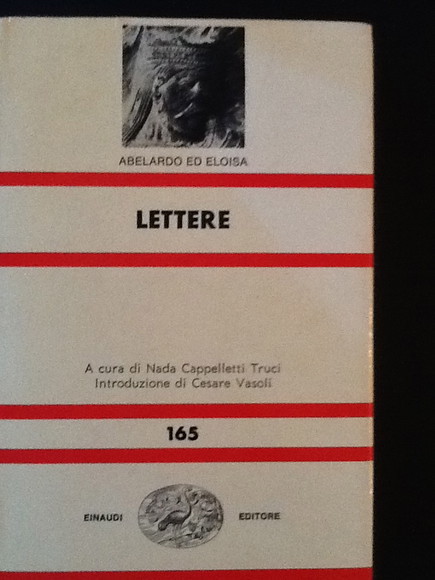 ABELARDO ED ELOISA
LETTERE
A cura di Nada Cappelletti Truci
Introduzione di Cesare Vasoli
165
EINAUDI EDITORE